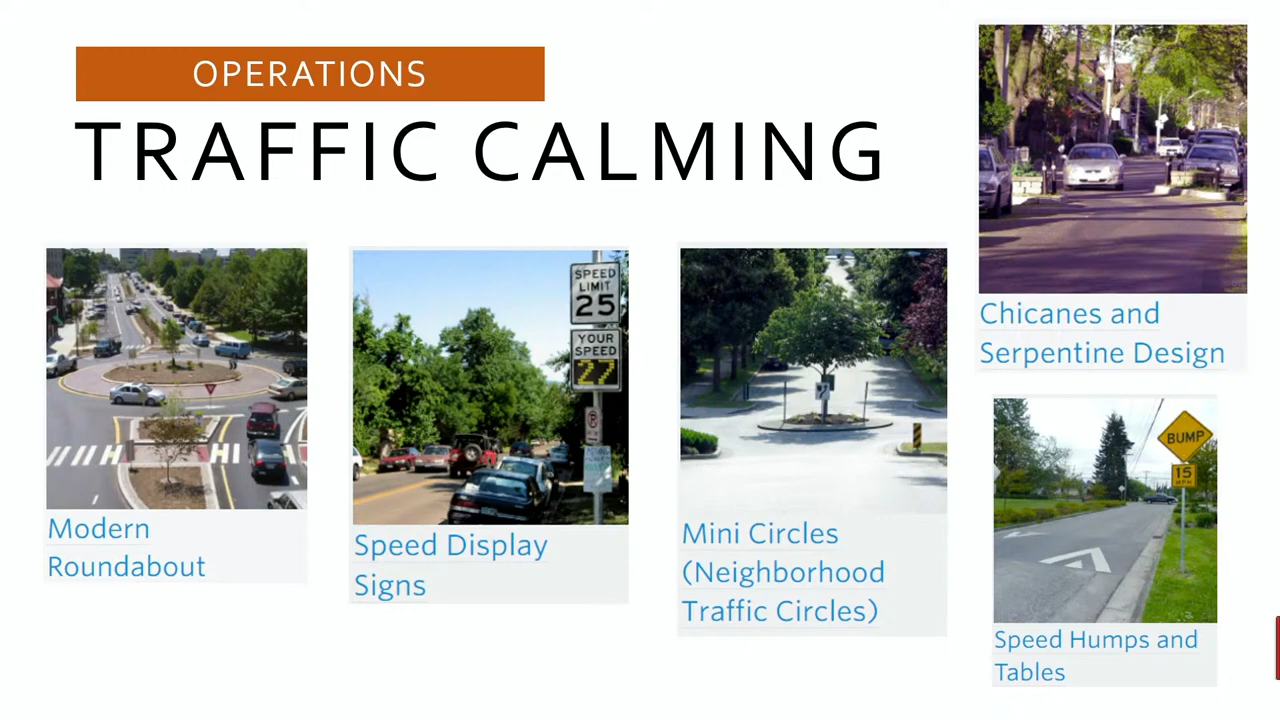 OPERATIONS
TRAFFIC CALMING
Modern
Roundabout
SPEED
LIMIT
25
YOUR
SPEED
27
Speed Display
Signs
Mini Circles
(Neighborhood
Traffic Circles)
Chicanes and
Serpentine Design
BUMP
15
MPH
Speed Humps and
Tables